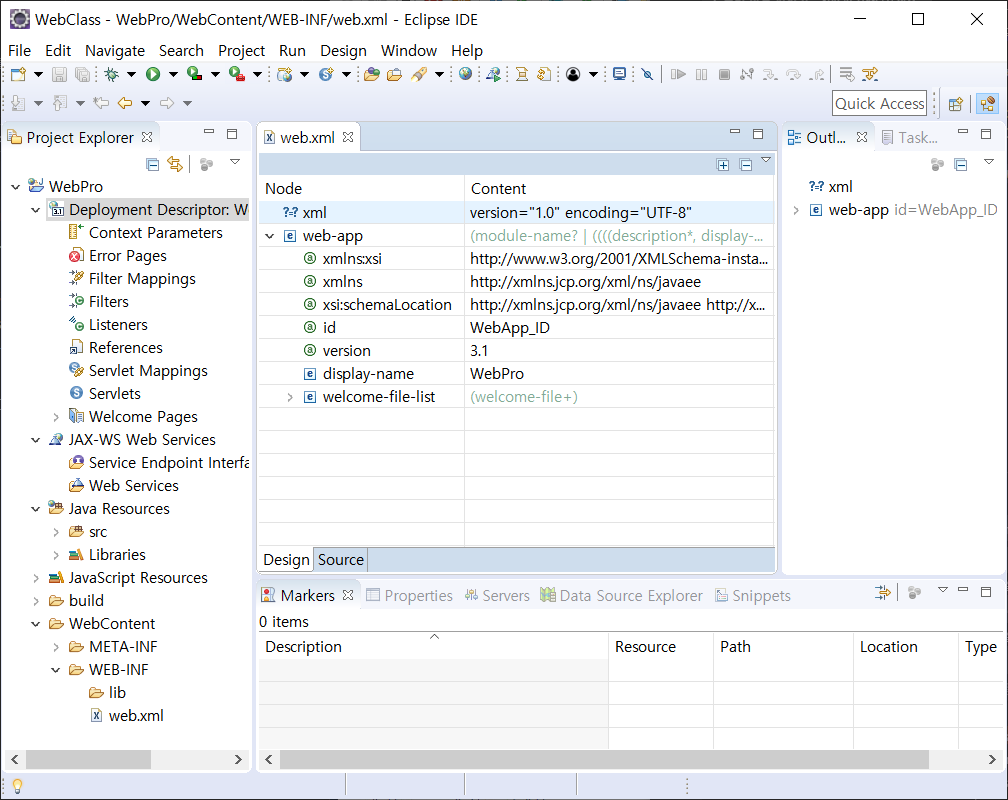 WebClass - WebPro/WebContent/WEB-INF/web.xml - Eclipse IDE
File Edit Navigate Search Project Run Design Window Help
Quick Access
Project Explorer
WebPro
Deployment Descriptor: W
Context Parameters
Error Pages
Filter Mappings
Filters
Listeners
References
Servlet Mappings
Servlets
Welcome Pages
JAX-WS Web Services
Service Endpoint Interfa
Web Services
Java Resources
src
Libraries
JavaScript Resources
build
WebContent
META-INF
WEB-INF
lib
web.xml
web.xml
Node Content
xml version="1.0" encoding="UTF-8"
web-app (module-name? | ((((description*, display-...
xmlns:xsi http://www.w3.org/2001/XMLSchema-insta...
xmlns http://xmlns.jcp.org/xml/ns/javaee
xsi:schemaLocation http://xmlns.jcp.org/xml/ns/javaee http://x...
id WebApp_ID
version 3.1
display-name WebPro
welcome-file-list (welcome-file+)
Design Source
Outl... Task...
xml
web-app id=WebApp_ID
Markers Properties Servers Data Source Explorer Snippets
0 items
Description Resource Path Location Type